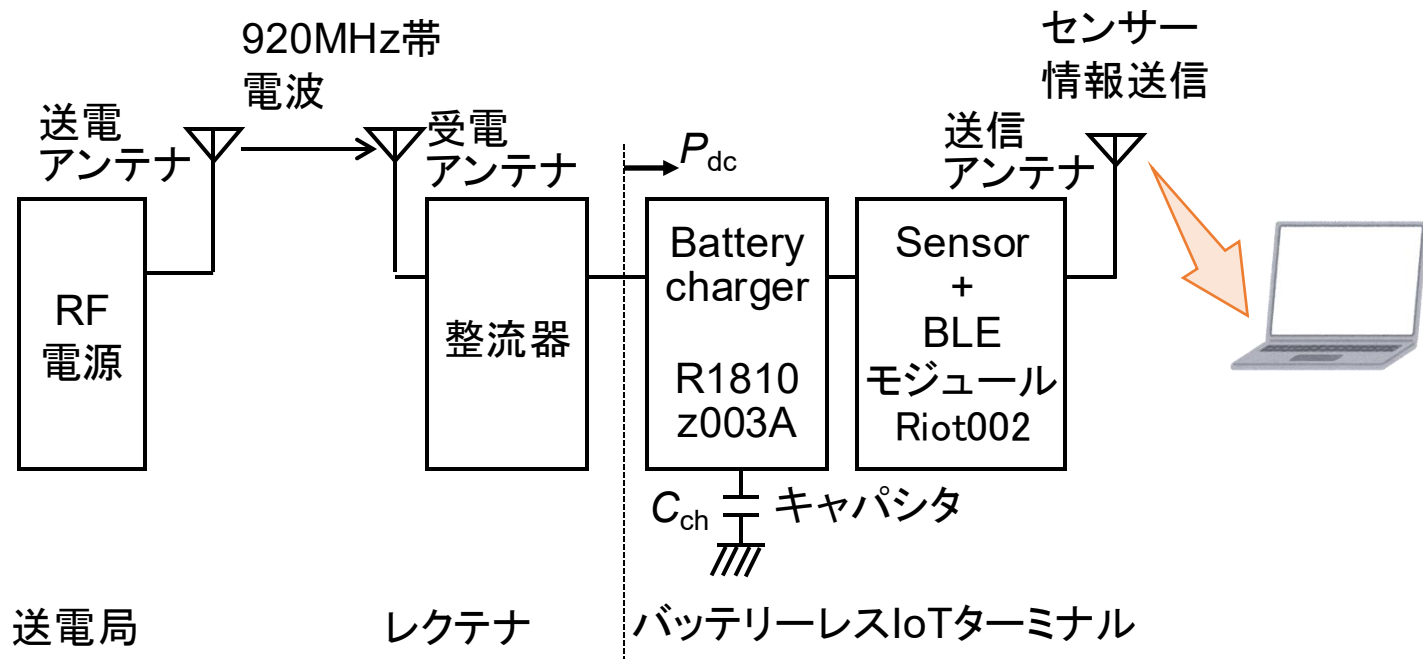 920MHz帯
電波
センサー
情報送信
送電
アンテナ
受電
アンテナ
P_dc
送信
アンテナ
RF
電源
整流器
Battery
charger
R1810
z003A
Sensor
+
BLE
モジュール
Riot002
C_ch
キャパシタ
送電局
レクテナ
バッテリーレスIoTターミナル